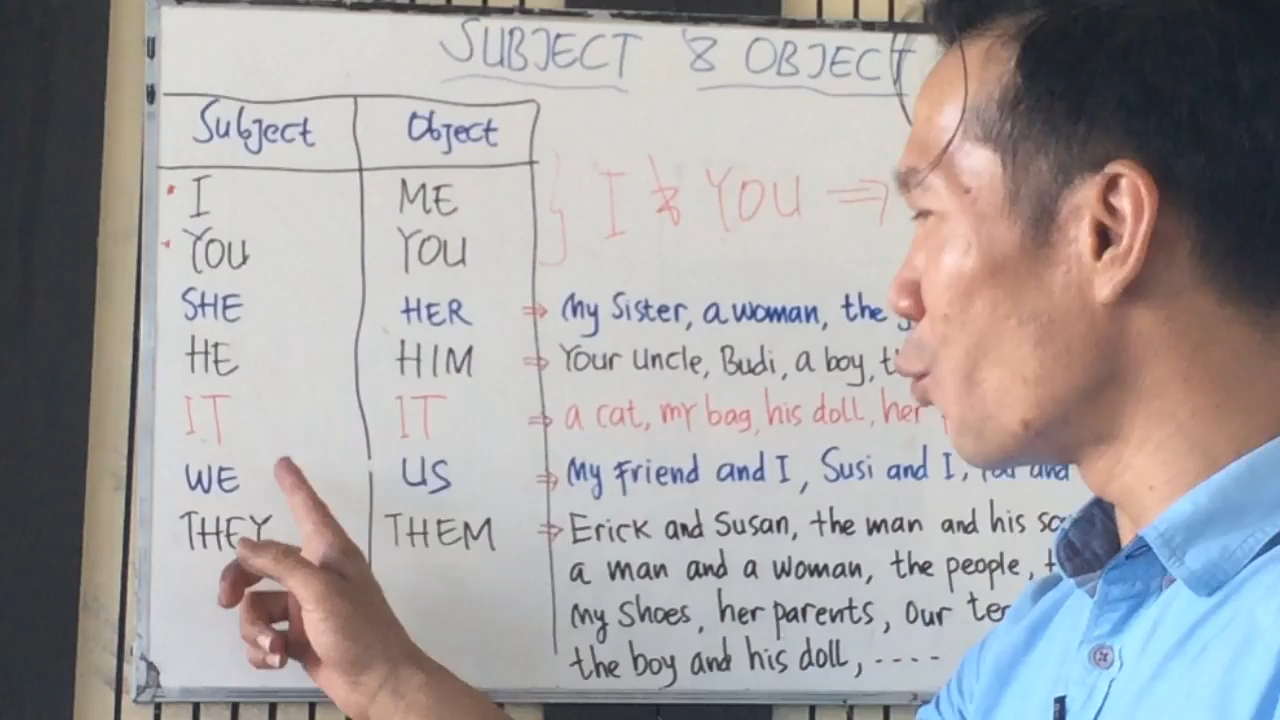 SUBJECT & OBJECT
Subject Object
I ME
YOU YOU
} I & YOU ⇒
SHE HER ⇒ My Sister, a woman, the
HE HIM ⇒ Your uncle, Budi, a boy,
IT IT ⇒ a cat, my bag, his doll, her
WE US ⇒ My Friend and I, Susi and I, and
THEY THEM ⇒ Erick and Susan, the man and his
a man and a woman, the people,
My Shoes, her parents, our
the boy and his doll, ----